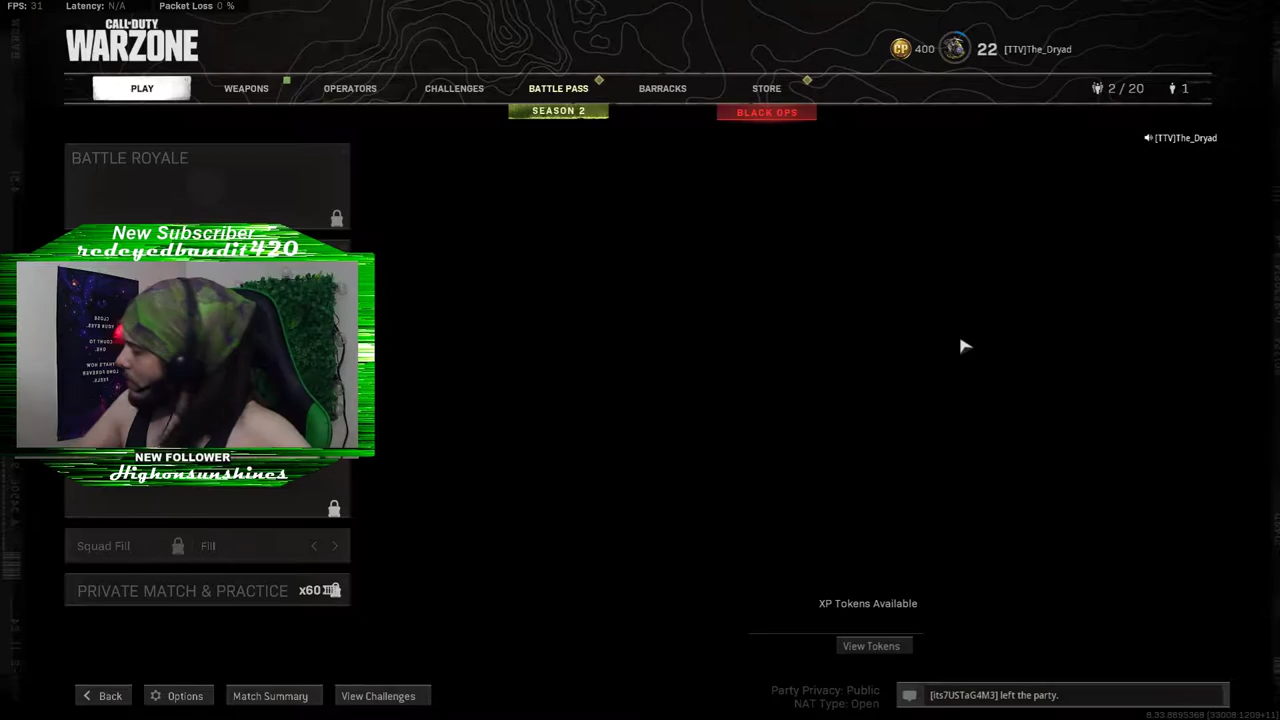 FPS: 31 Latency: N/A Packet Loss 0 %
CALL OF DUTY
WARZONE
400 22 [TTV]The_Dryad
PLAY WEAPONS OPERATORS CHALLENGES BATTLE PASS BARRACKS STORE 2 / 20 1
SEASON 2 BLACK OPS
[TTV]The_Dryad
BATTLE ROYALE
New Subscriber
redeyedbandit420
NEW FOLLOWER
Highonsunshines
Squad Fill Fill
PRIVATE MATCH & PRACTICE x60
XP Tokens Available
View Tokens
Back Options Match Summary View Challenges
Party Privacy: Public
NAT Type: Open
[its7USTaG4M3] left the party.